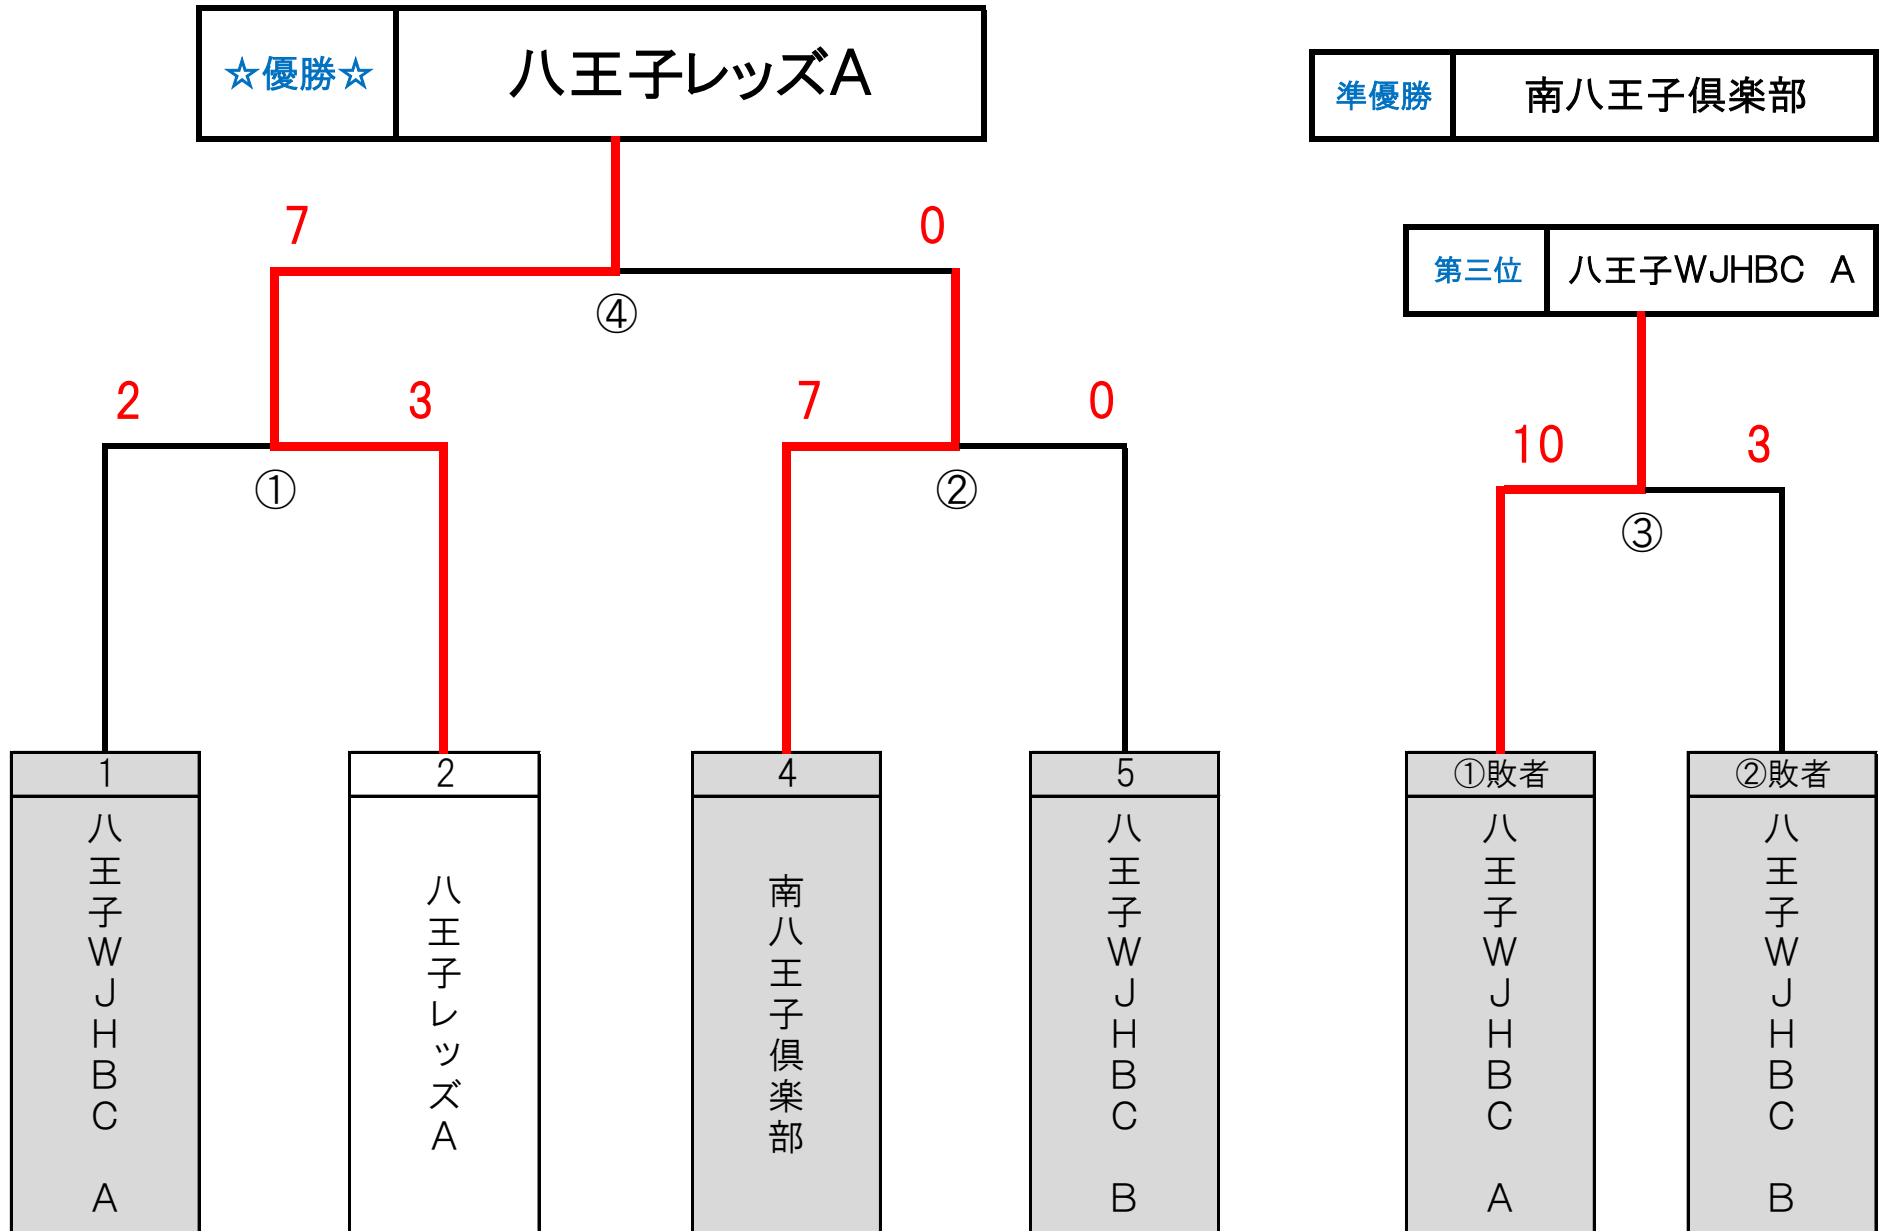 ☆優勝☆ 八王子レッズA
準優勝 南八王子倶楽部
第三位 八王子WJHBC　A
7 0
④
2 3 7 0
10 3
① ②
③
1 2 4 5 ①敗者 ②敗者
八王子WJHBC　A
八王子レッズA
南八王子倶楽部
八王子WJHBC　B
八王子WJHBC　A
八王子WJHBC　B